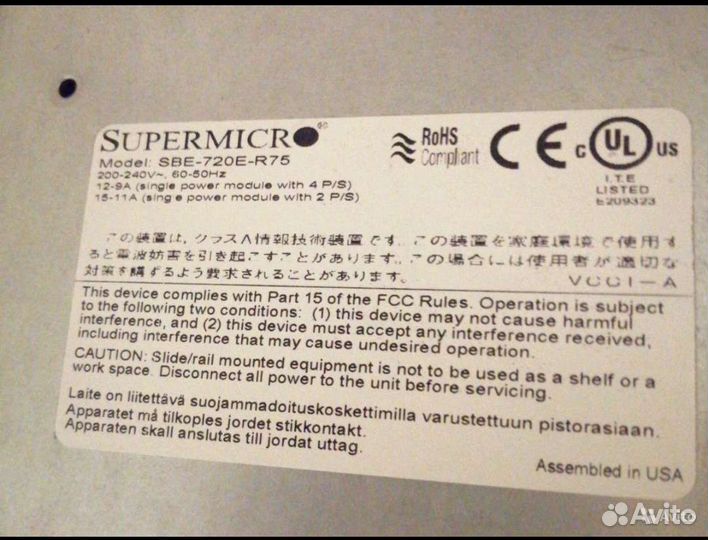 SUPERMICRO®
Model: SBE-720E-R75
200-240V~, 60-50Hz
12-9A (single power module with 4 P/S)
15-11A (single power module with 2 P/S)
RoHS
Compliant
CE
C UL US
I.T.E
LISTED
E209323
この装置は、クラスA情報技術装置です。この装置を家庭環境で使用す
ると電波妨害を引き起こすことがあります。この場合には使用者が適切な
対策を講ずるよう要求されることがあります。 VCCI-A
This device complies with Part 15 of the FCC Rules. Operation is subject
to the following two conditions: (1) this device may not cause harmful
interference, and (2) this device must accept any interference received,
including interference that may cause undesired operation.
CAUTION: Slide/rail mounted equipment is not to be used as a shelf or a
work space. Disconnect all power to the unit before servicing.
Laite on liitettävä suojammadoituskoskettimilla varustettuun pistorasiaan.
Apparatet må tilkoples jordet stikkontakt.
Apparaten skall anslutas till jordat uttag.
Assembled in USA
Avito